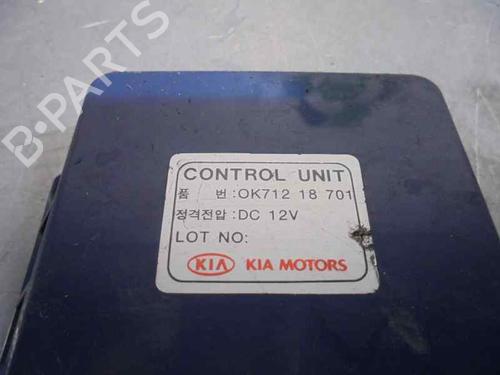 B-PARTS
CONTROL UNIT
품 번:OK712 18 701
정격전압:DC 12V
LOT NO:
KIA KIA MOTORS